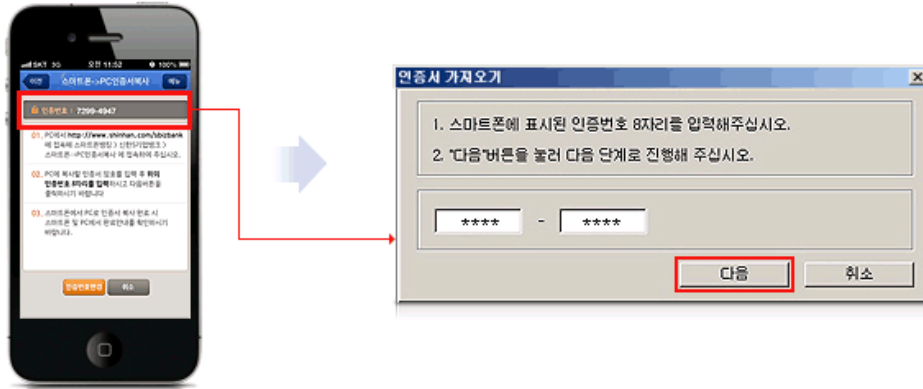 SKT 3G 오전 11:52 100%
이전 스마트폰->PC인증서복사 메뉴
인증번호 : 7299-4947
01. PC에서 http://www.shinhan.com/sbizbank
에 접속해 스마트폰뱅킹 > 신한S기업뱅크 >
스마트폰->PC인증서복사 에 접속하여 주십시오.
02. PC에 복사할 인증서 암호를 입력 후 위의
인증번호 8자리를 입력하시고 다음버튼을
클릭하시기 바랍니다
03. 스마트폰에서 PC로 인증서 복사 완료 시
스마트폰 및 PC에서 완료안내를 확인하시기
바랍니다.
인증번호변경 취소
인증서 가져오기
1. 스마트폰에 표시된 인증번호 8자리를 입력해주십시오.
2. "다음"버튼을 눌러 다음 단계로 진행해 주십시오.
**** - ****
다음 취소